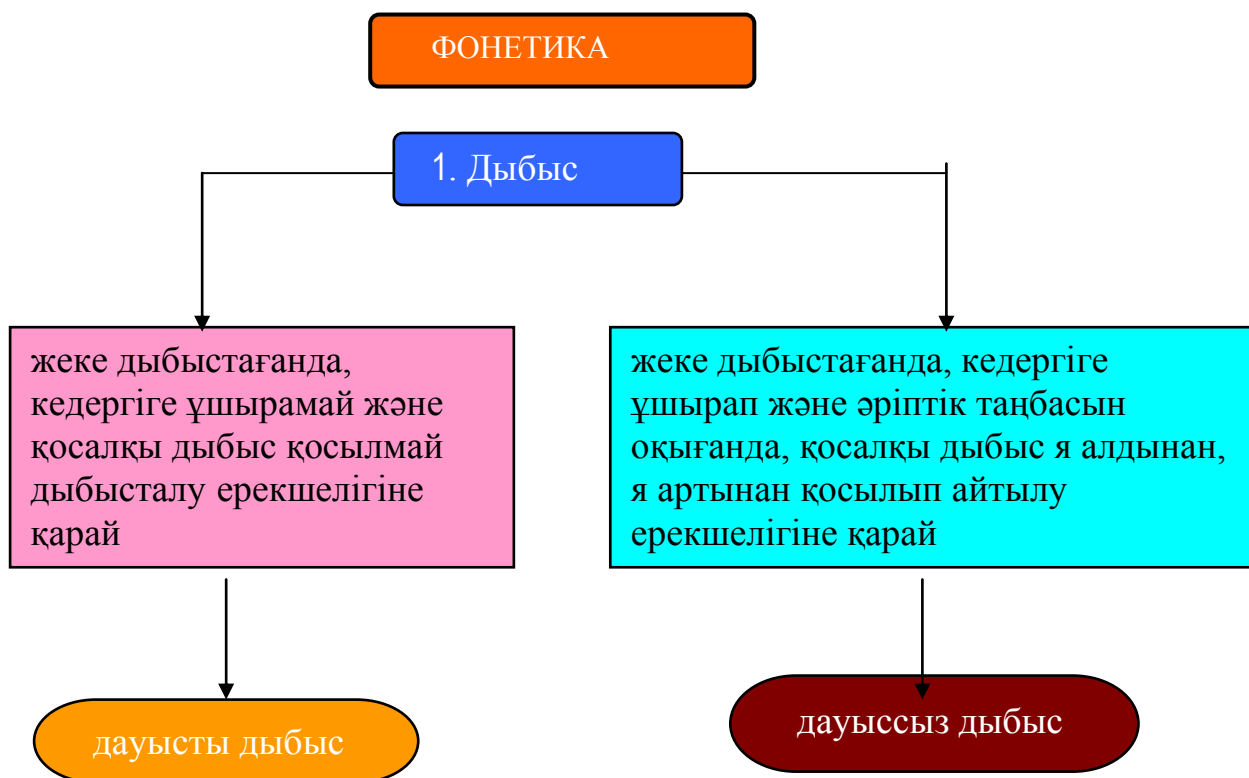 ФОНЕТИКА
1. Дыбыс
жеке дыбыстағанда,
кедергіге ұшырамай және
қосалқы дыбыс қосылмай
дыбысталу ерекшелігіне
қарай
жеке дыбыстағанда, кедергіге
ұшырап және әріптік таңбасын
оқығанда, қосалқы дыбыс я алдынан,
я артынан қосылып айтылу
ерекшелігіне қарай
дауысты дыбыс
дауыссыз дыбыс